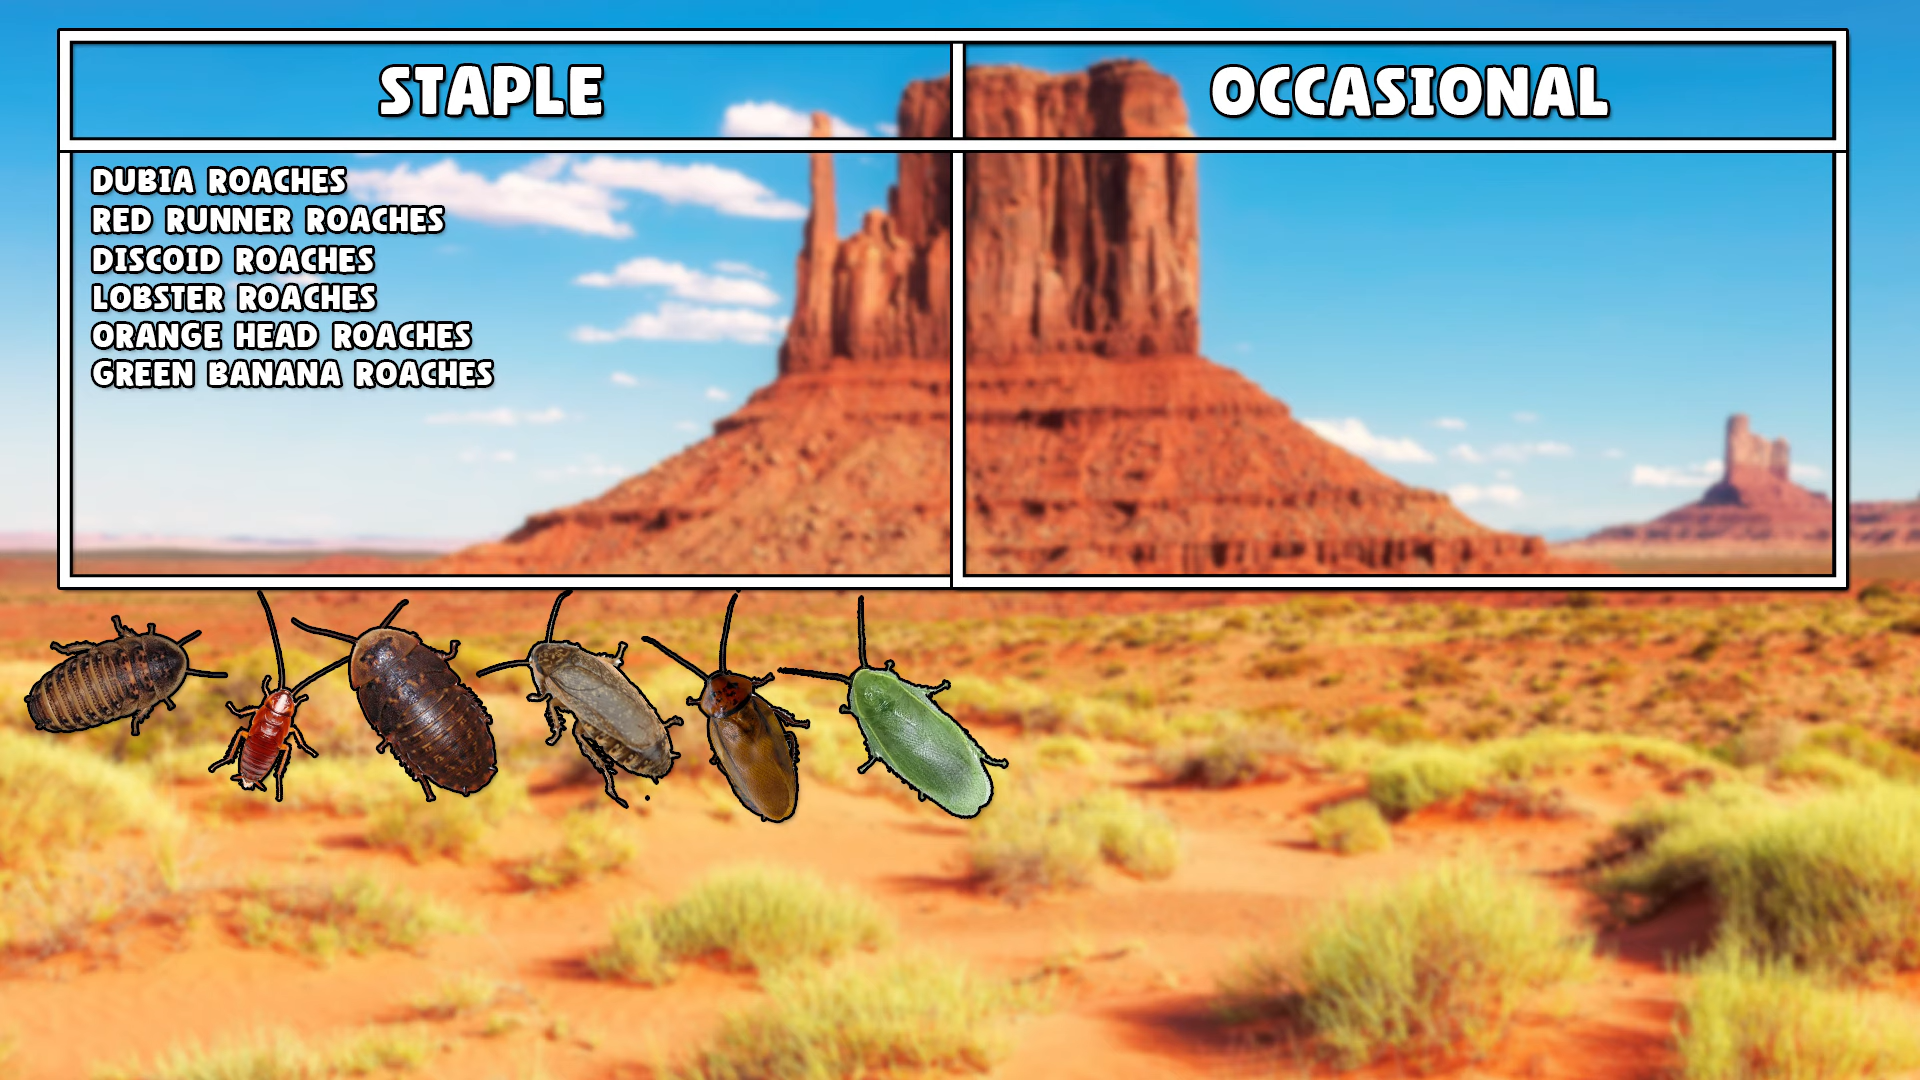 STAPLE
OCCASIONAL
DUBIA ROACHES
RED RUNNER ROACHES
DISCOID ROACHES
LOBSTER ROACHES
ORANGE HEAD ROACHES
GREEN BANANA ROACHES